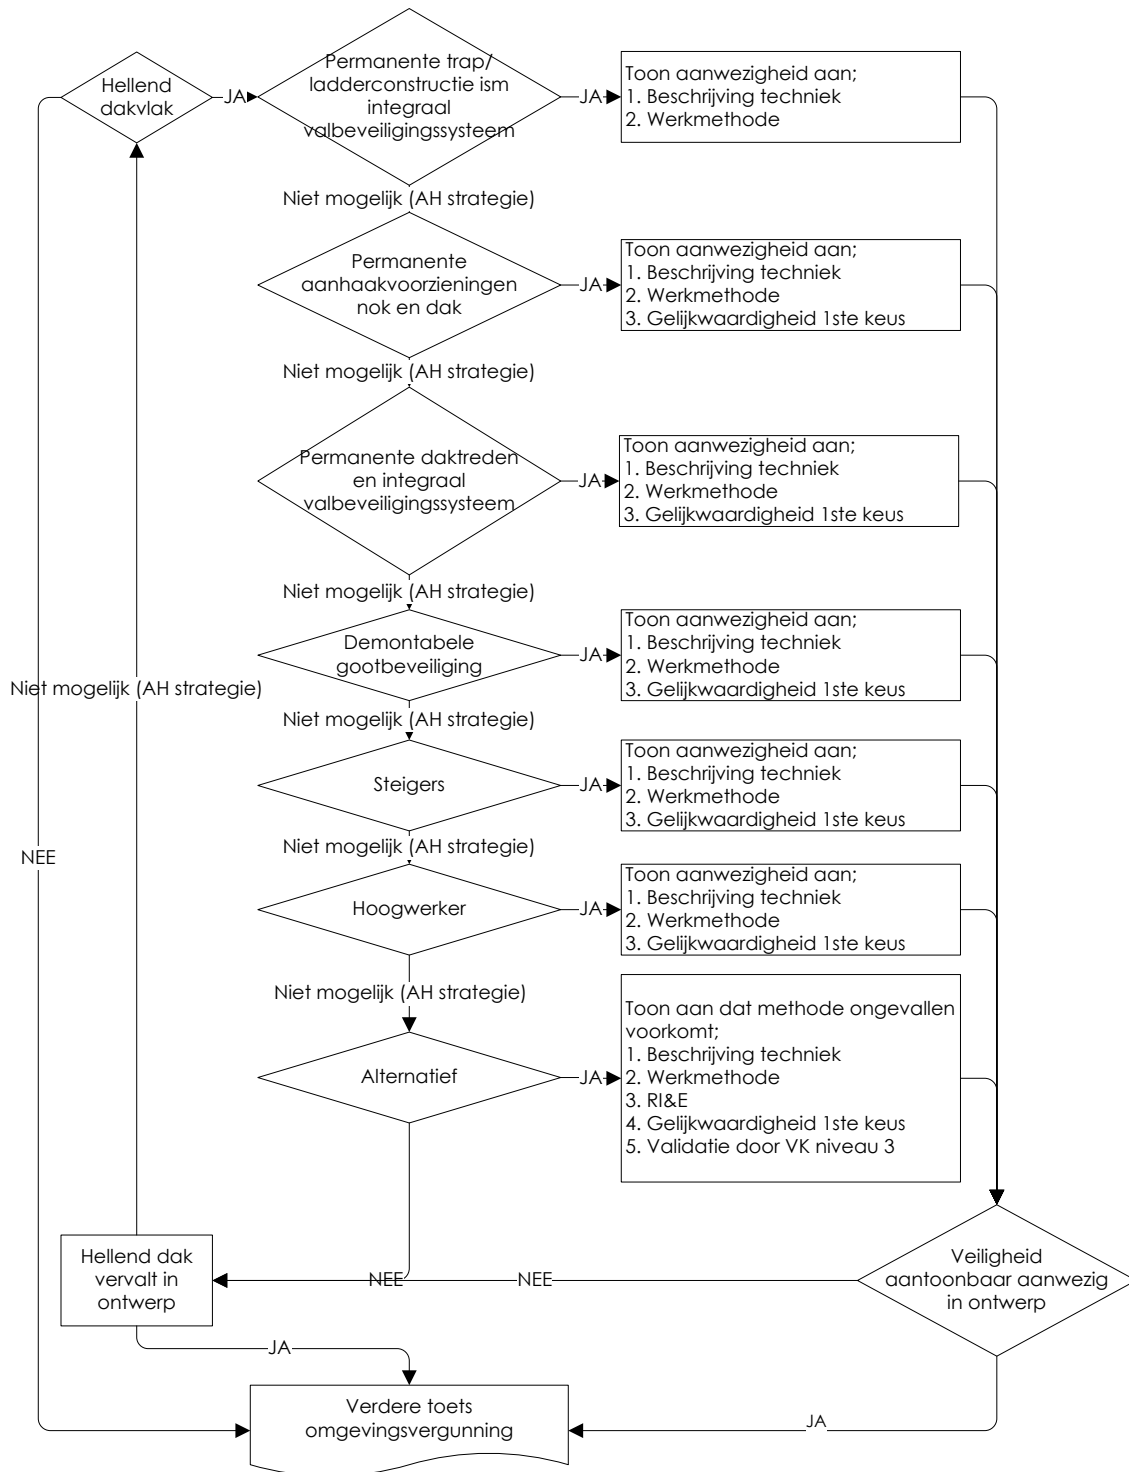 Hellend
dakvlak
JA
Permanente trap/
ladderconstructie ism
integraal
valbeveiligingssysteem
JA
Toon aanwezigheid aan;
1. Beschrijving techniek
2. Werkmethode
Niet mogelijk (AH strategie)
Permanente
aanhaakvoorzieningen
nok en dak
JA
Toon aanwezigheid aan;
1. Beschrijving techniek
2. Werkmethode
3. Gelijkwaardigheid 1ste keus
Niet mogelijk (AH strategie)
Permanente daktreden
en integraal
valbeveiligingssysteem
JA
Toon aanwezigheid aan;
1. Beschrijving techniek
2. Werkmethode
3. Gelijkwaardigheid 1ste keus
Niet mogelijk (AH strategie)
Demontabele
gootbeveiliging
JA
Toon aanwezigheid aan;
1. Beschrijving techniek
2. Werkmethode
3. Gelijkwaardigheid 1ste keus
Niet mogelijk (AH strategie)
Niet mogelijk (AH strategie)
Steigers
JA
Toon aanwezigheid aan;
1. Beschrijving techniek
2. Werkmethode
3. Gelijkwaardigheid 1ste keus
NEE
Niet mogelijk (AH strategie)
Hoogwerker
JA
Toon aanwezigheid aan;
1. Beschrijving techniek
2. Werkmethode
3. Gelijkwaardigheid 1ste keus
Niet mogelijk (AH strategie)
Alternatief
JA
Toon aan dat methode ongevallen
voorkomt;
1. Beschrijving techniek
2. Werkmethode
3. RI&E
4. Gelijkwaardigheid 1ste keus
5. Validatie door VK niveau 3
Hellend dak
vervalt in
ontwerp
NEE
NEE
Veiligheid
aantoonbaar aanwezig
in ontwerp
JA
Verdere toets
omgevingsvergunning
JA